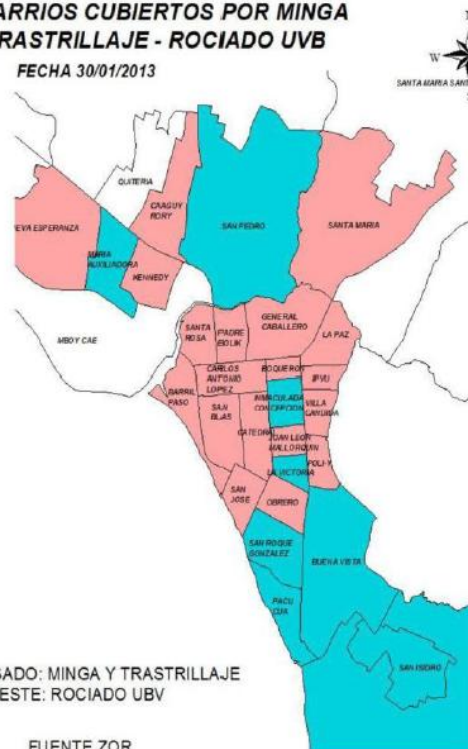 ARRIOS CUBIERTOS POR MINGA
RASTRILLAJE - ROCIADO UVB
FECHA 30/01/2013
W
SANTA MARIA SAN
QUITERIA
CAAGUY
RORY
SAN PEDRO
SANTA MARIA
EVA ESPERANZA
MARIA
AUXILIADORA
KENNEDY
MBOY CAE
SANTA
ROSA
PADRE
BOLIK
GENERAL
CABALLERO
LA PAZ
CARLOS
ANTONIO
LOPEZ
BOQUERON
IPVU
BARRIL
PASO
SAN
BLAS
INMACULADA
CONCEPCION
VILLA
CANDIDA
CATEDRAL
JUAN LEON
MALLORQUIN
LA VICTORIA
POLI-Y
SAN
JOSE
OBRERO
SAN ROQUE
GONZALEZ
BUENA VISTA
PACU
CUA
SAN ISIDRO
SADO: MINGA Y TRASTRILLAJE
ESTE: ROCIADO UBV
FUENTE ZOR